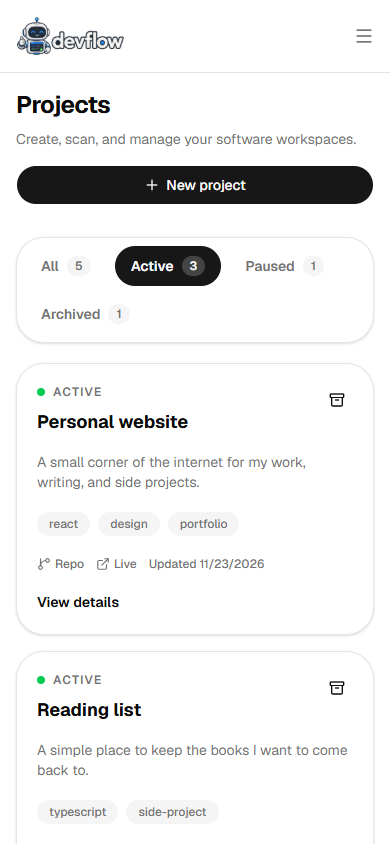 devflow
Projects
Create, scan, and manage your software workspaces.
+ New project
All 5 Active 3 Paused 1
Archived 1
ACTIVE
Personal website
A small corner of the internet for my work,
writing, and side projects.
react design portfolio
Repo Live Updated 11/23/2026
View details
ACTIVE
Reading list
A simple place to keep the books I want to come
back to.
typescript side-project